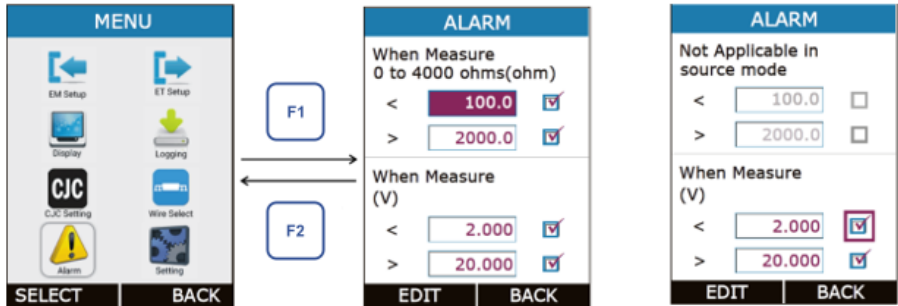 MENU
EM Setup
ET Setup
Display
Logging
CJC
CJC Setting
Wire Select
Alarm
Setting
SELECT
BACK
F1
F2
ALARM
When Measure
0 to 4000 ohms(ohm)
< 100.0
> 2000.0
When Measure
(V)
< 2.000
> 20.000
EDIT
BACK
ALARM
Not Applicable in
source mode
< 100.0
> 2000.0
When Measure
(V)
< 2.000
> 20.000
EDIT
BACK